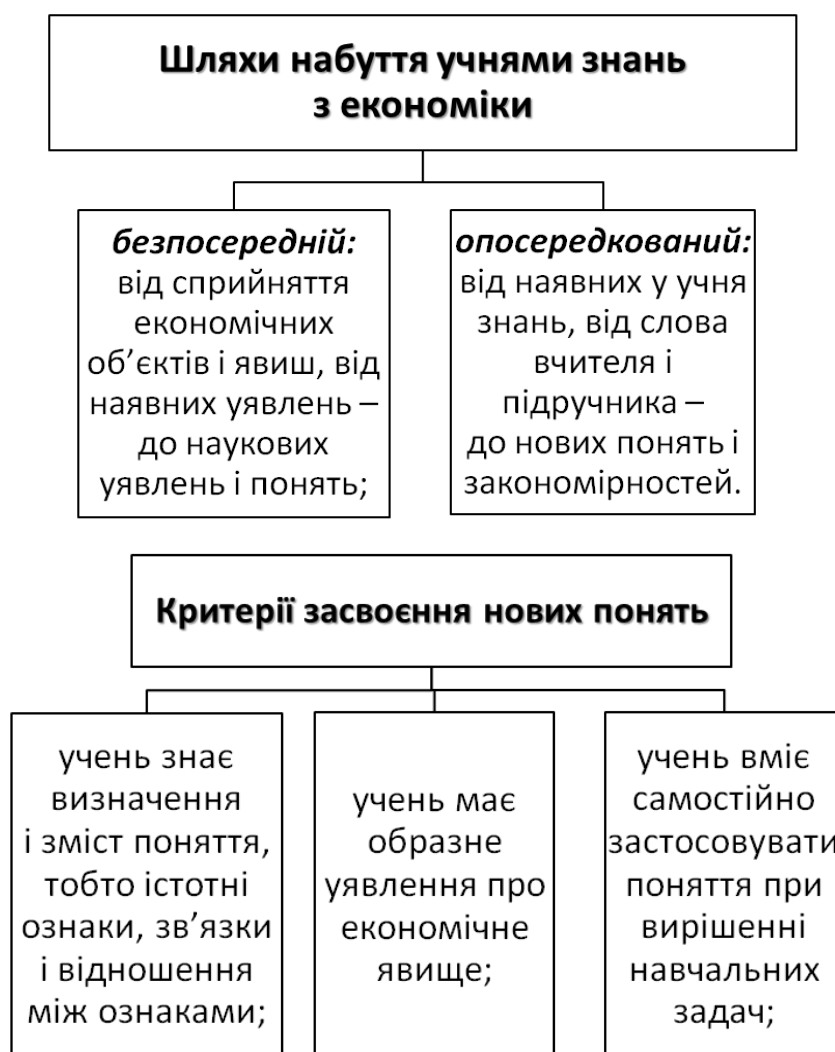 Шляхи набуття учнями знань
з економіки
безпосередній:
від сприйняття
економічних
об’єктів і явиш, від
наявних уявлень –
до наукових
уявлень і понять;
опосередкований:
від наявних у учня
знань, від слова
вчителя і
підручника –
до нових понять і
закономірностей.
Критерії засвоєння нових понять
учень знає
визначення
і зміст поняття,
тобто істотні
ознаки, зв’язки
і відношення
між ознаками;
учень має
образне
уявлення про
економічне
явище;
учень вміє
самостійно
застосовувати
поняття при
вирішенні
навчальних
задач;